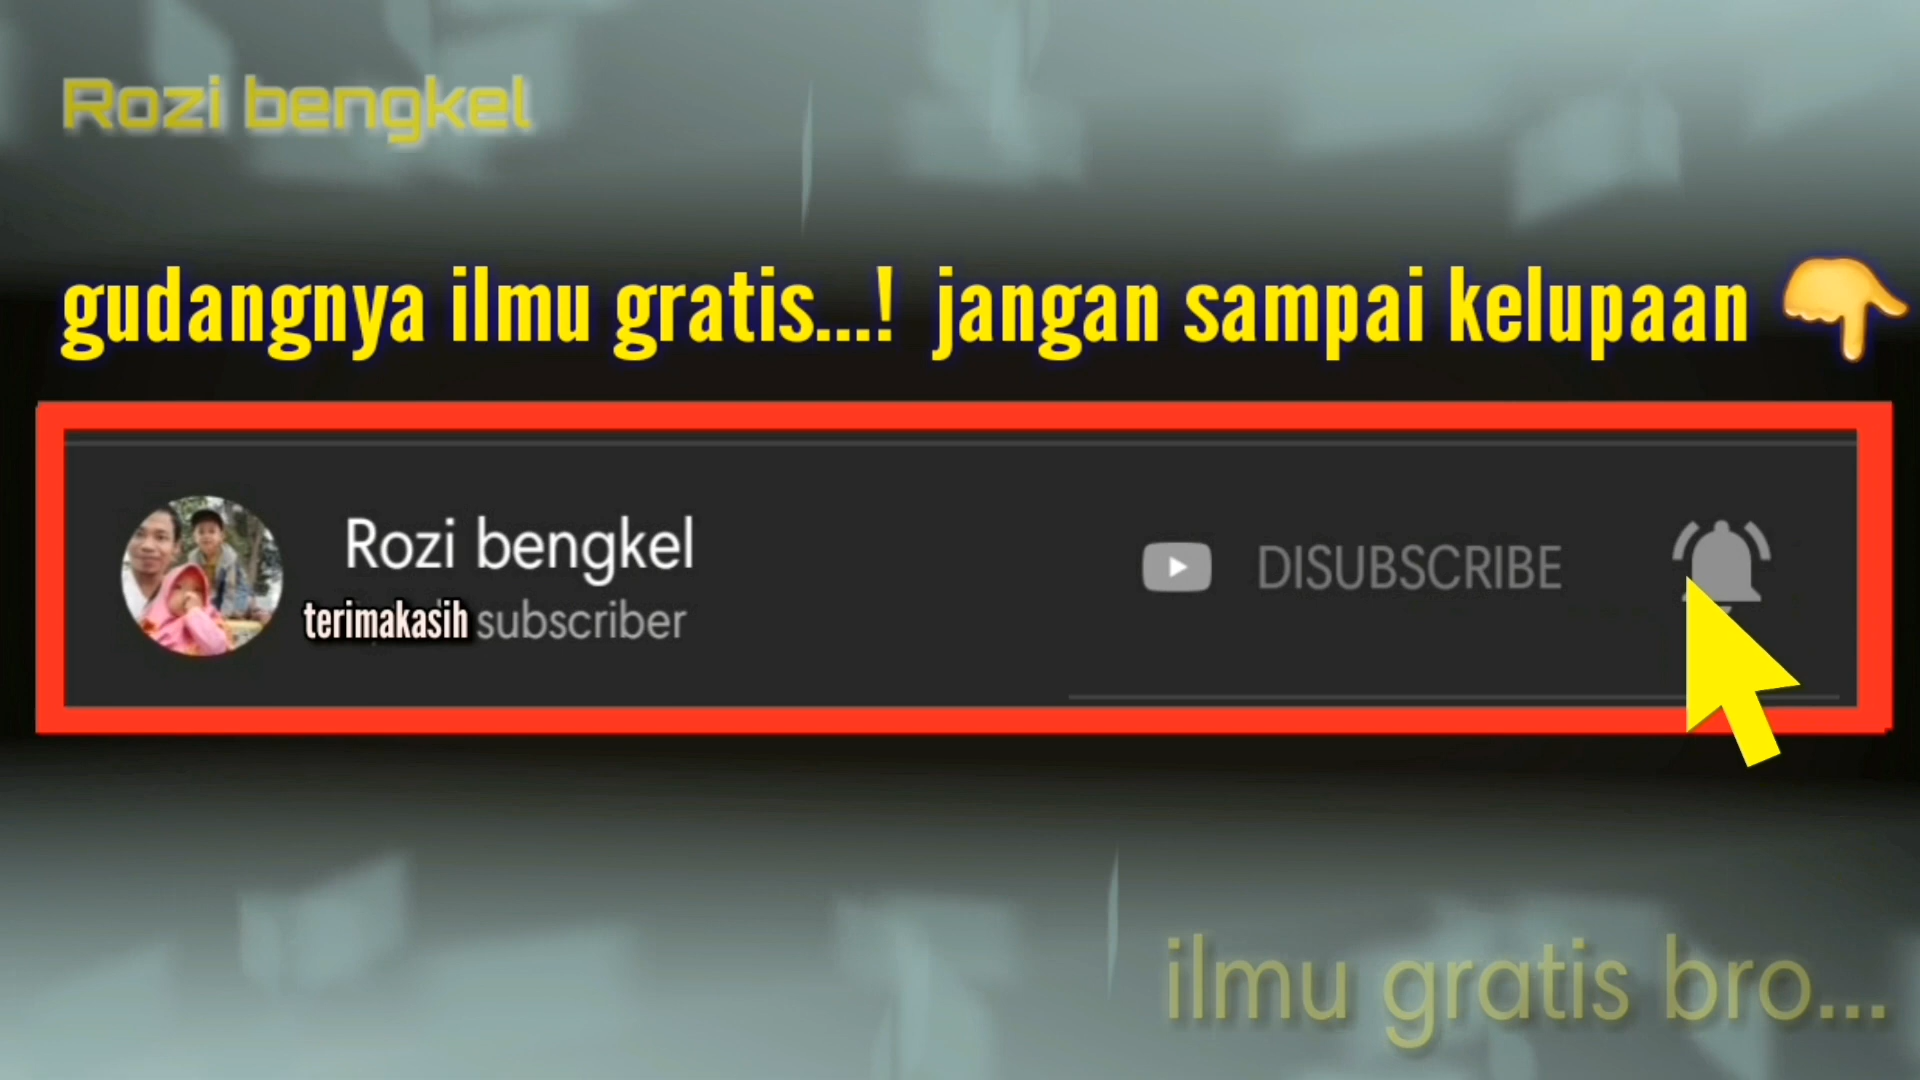 Rozi bengkel
gudangnya ilmu gratis...! jangan sampai kelupaan
Rozi bengkel
DISUBSCRIBE
terimakasih subscriber
ilmu gratis bro...